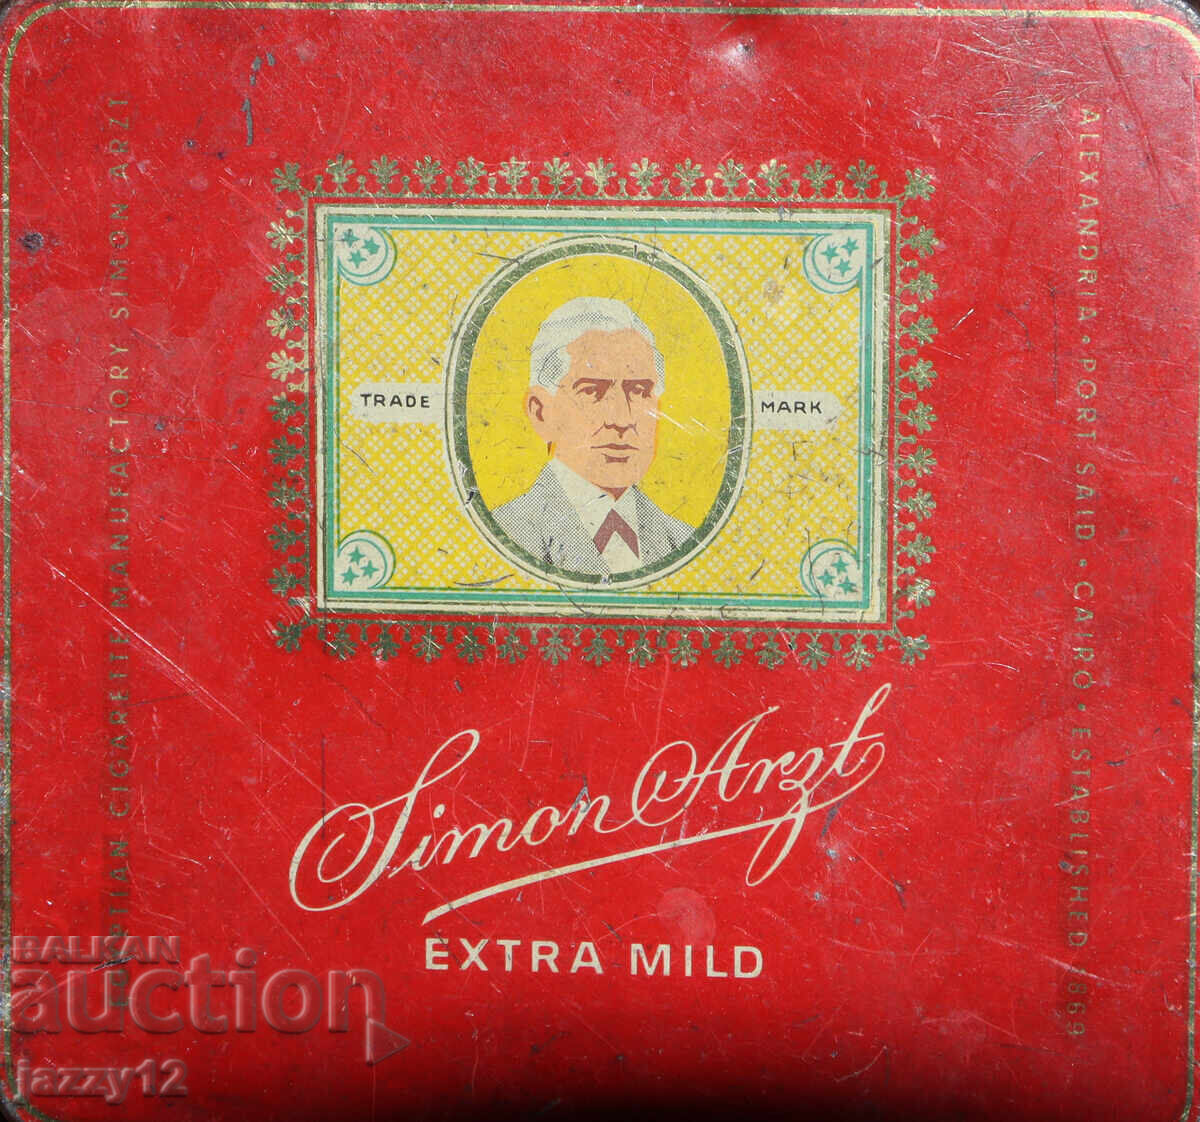 EGYPTIAN CIGARETTE MANUFACTORY SIMON ARZT
ALEXANDRIA • PORT SAID • CAIRO • ESTABLISHED 1869
TRADE MARK
Simon Arzt
EXTRA MILD
BALKAN
auction
jazzy12